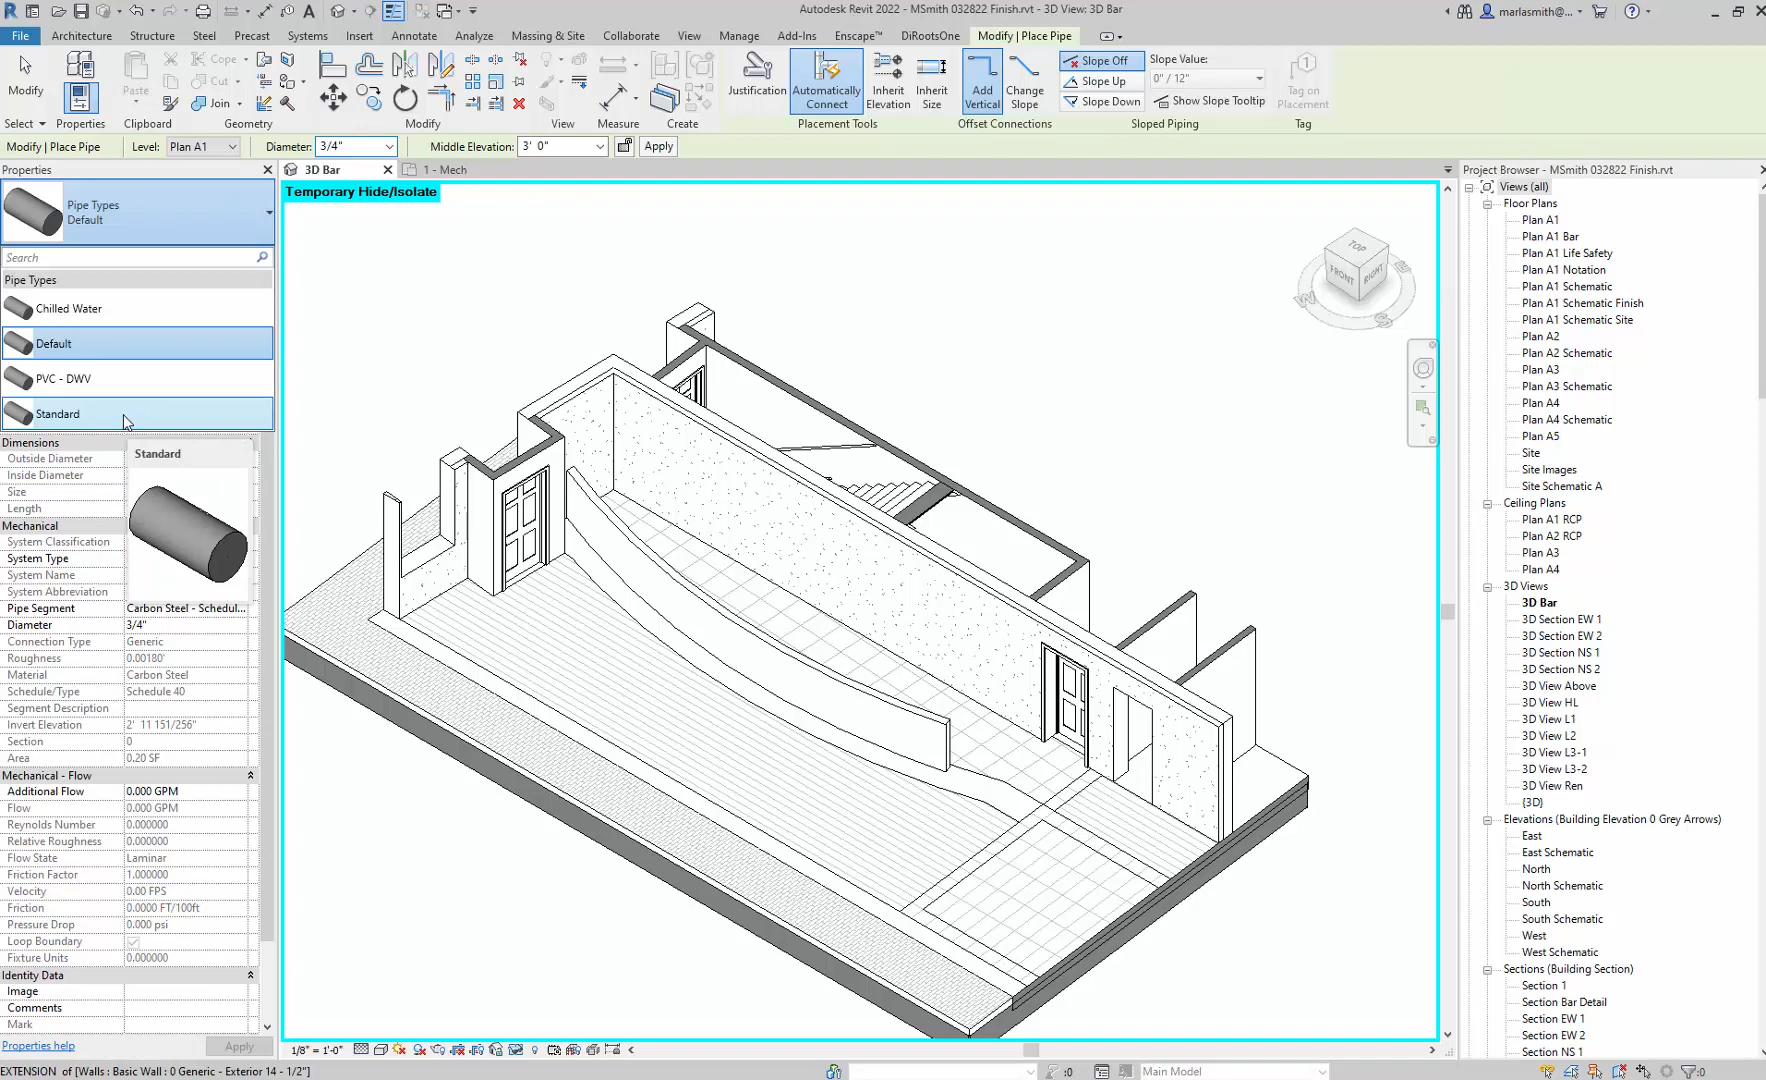 Autodesk Revit 2022 - MSmith 032822 Finish.rvt - 3D View: 3D Bar
marlasmith@...
File Architecture Structure Steel Precast Systems Insert Annotate Analyze Massing & Site Collaborate View Manage Add-Ins Enscape™ DiRootsOne Modify | Place Pipe
Modify
Paste
Cope
Cut
Join
Justification
Automatically Connect
Inherit Elevation
Inherit Size
Add Vertical
Change Slope
Slope Off
Slope Up
Slope Down
Slope Value:
0" / 12"
Show Slope Tooltip
Tag on Placement
Select Properties Clipboard Geometry Modify View Measure Create Placement Tools Offset Connections Sloped Piping Tag
Modify | Place Pipe Level: Plan A1 Diameter: 3/4" Middle Elevation: 3' 0" Apply
Properties
3D Bar
1 - Mech
Pipe Types
Default
Search
Pipe Types
Chilled Water
Default
PVC - DWV
Standard
Dimensions
Standard
Outside Diameter
Inside Diameter
Size
Length
Mechanical
System Classification
System Type
System Name
System Abbreviation
Pipe Segment Carbon Steel - Schedul...
Diameter 3/4"
Connection Type Generic
Roughness 0.00180'
Material Carbon Steel
Schedule/Type Schedule 40
Segment Description
Invert Elevation 2' 11 151/256"
Section 0
Area 0.20 SF
Mechanical - Flow
Additional Flow 0.000 GPM
Flow 0.000 GPM
Reynolds Number 0.000000
Relative Roughness 0.000000
Flow State Laminar
Friction Factor 1.000000
Velocity 0.00 FPS
Friction 0.0000 FT/100ft
Pressure Drop 0.000 psi
Loop Boundary
Fixture Units 0.000000
Identity Data
Image
Comments
Mark
Properties help
Apply
Temporary Hide/Isolate
TOP
FRONT
RIGHT
W
S
E
Project Browser - MSmith 032822 Finish.rvt
Views (all)
Floor Plans
Plan A1
Plan A1 Bar
Plan A1 Life Safety
Plan A1 Notation
Plan A1 Schematic
Plan A1 Schematic Finish
Plan A1 Schematic Site
Plan A2
Plan A2 Schematic
Plan A3
Plan A3 Schematic
Plan A4
Plan A4 Schematic
Plan A5
Site
Site Images
Site Schematic A
Ceiling Plans
Plan A1 RCP
Plan A2 RCP
Plan A3
Plan A4
3D Views
3D Bar
3D Section EW 1
3D Section EW 2
3D Section NS 1
3D Section NS 2
3D View Above
3D View HL
3D View L1
3D View L2
3D View L3-1
3D View L3-2
3D View Ren
{3D}
Elevations (Building Elevation 0 Grey Arrows)
East
East Schematic
North
North Schematic
South
South Schematic
West
West Schematic
Sections (Building Section)
Section 1
Section Bar Detail
Section EW 1
Section EW 2
Section NS 1
1/8" = 1'-0"
EXTENSION of [Walls : Basic Wall : 0 Generic - Exterior 14 - 1/2"]
:0
Main Model
:0